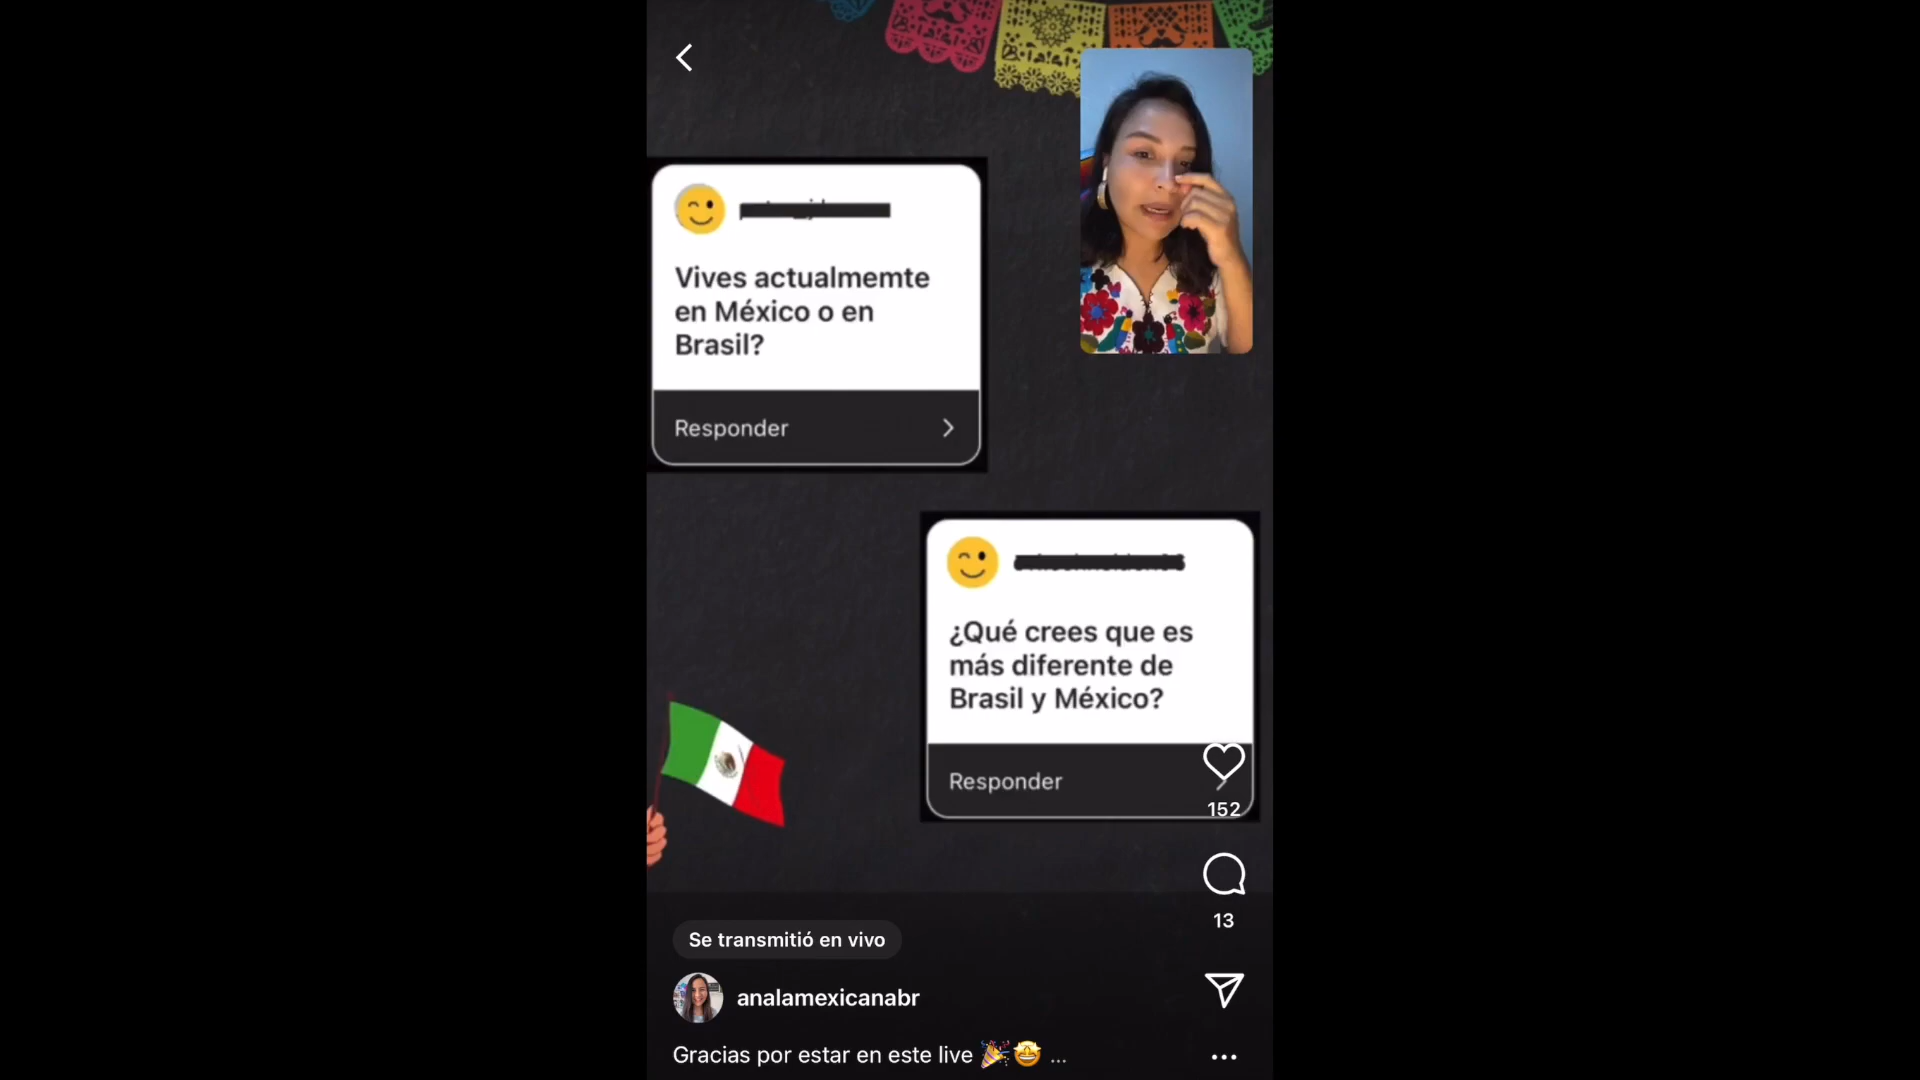 Vives actualmemte
en México o en
Brasil?
Responder
¿Qué crees que es
más diferente de
Brasil y México?
Responder
152
13
Se transmitió en vivo
analamexicanabr
Gracias por estar en este live 🎉🤩 ...